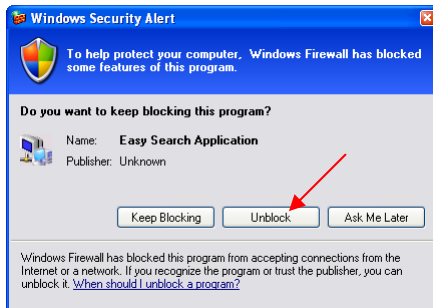 Windows Security Alert
To help protect your computer, Windows Firewall has blocked
some features of this program.
Do you want to keep blocking this program?
Name: Easy Search Application
Publisher: Unknown
Keep Blocking Unblock Ask Me Later
Windows Firewall has blocked this program from accepting connections from the
Internet or a network. If you recognize the program or trust the publisher, you can
unblock it. When should I unblock a program?